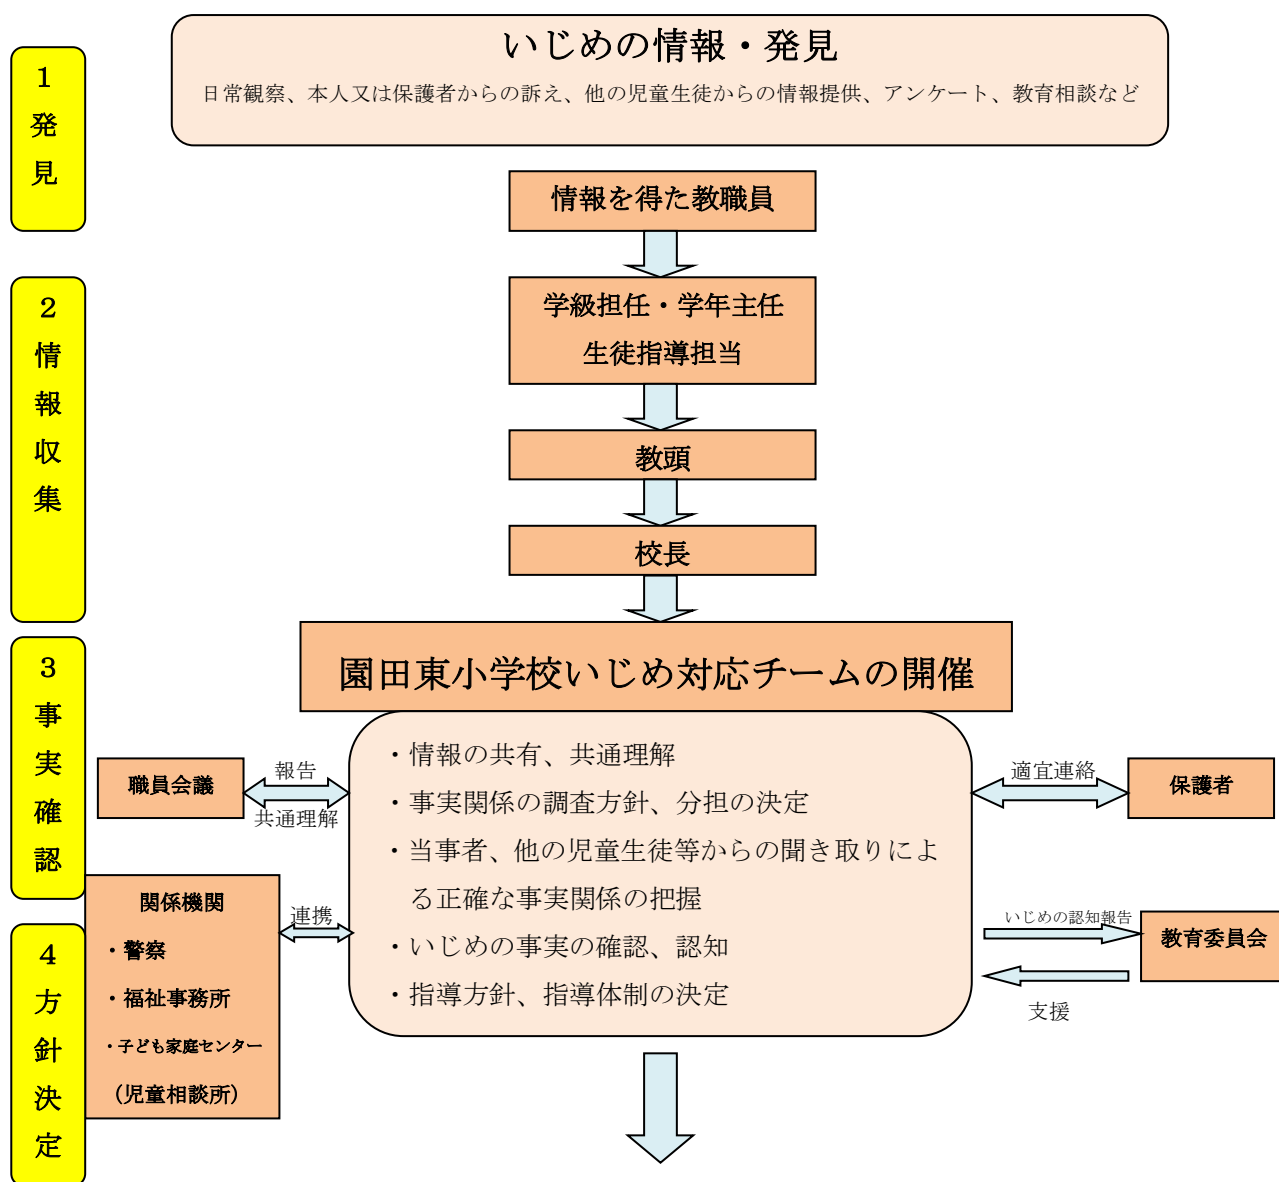 いじめの情報・発見
日常観察、本人又は保護者からの訴え、他の児童生徒からの情報提供、アンケート、教育相談など
1
発
見
情報を得た教職員
2
情
報
収
集
学級担任・学年主任
生徒指導担当
教頭
校長
3
事
実
確
認
園田東小学校いじめ対応チームの開催
・情報の共有、共通理解
・事実関係の調査方針、分担の決定
・当事者、他の児童生徒等からの聞き取りによ
る正確な事実関係の把握
・いじめの事実の確認、認知
・指導方針、指導体制の決定
職員会議
報告
共通理解
適宜連絡
保護者
関係機関
・警察
・福祉事務所
・子ども家庭センター
（児童相談所）
連携
いじめの認知報告
教育委員会
支援
4
方
針
決
定